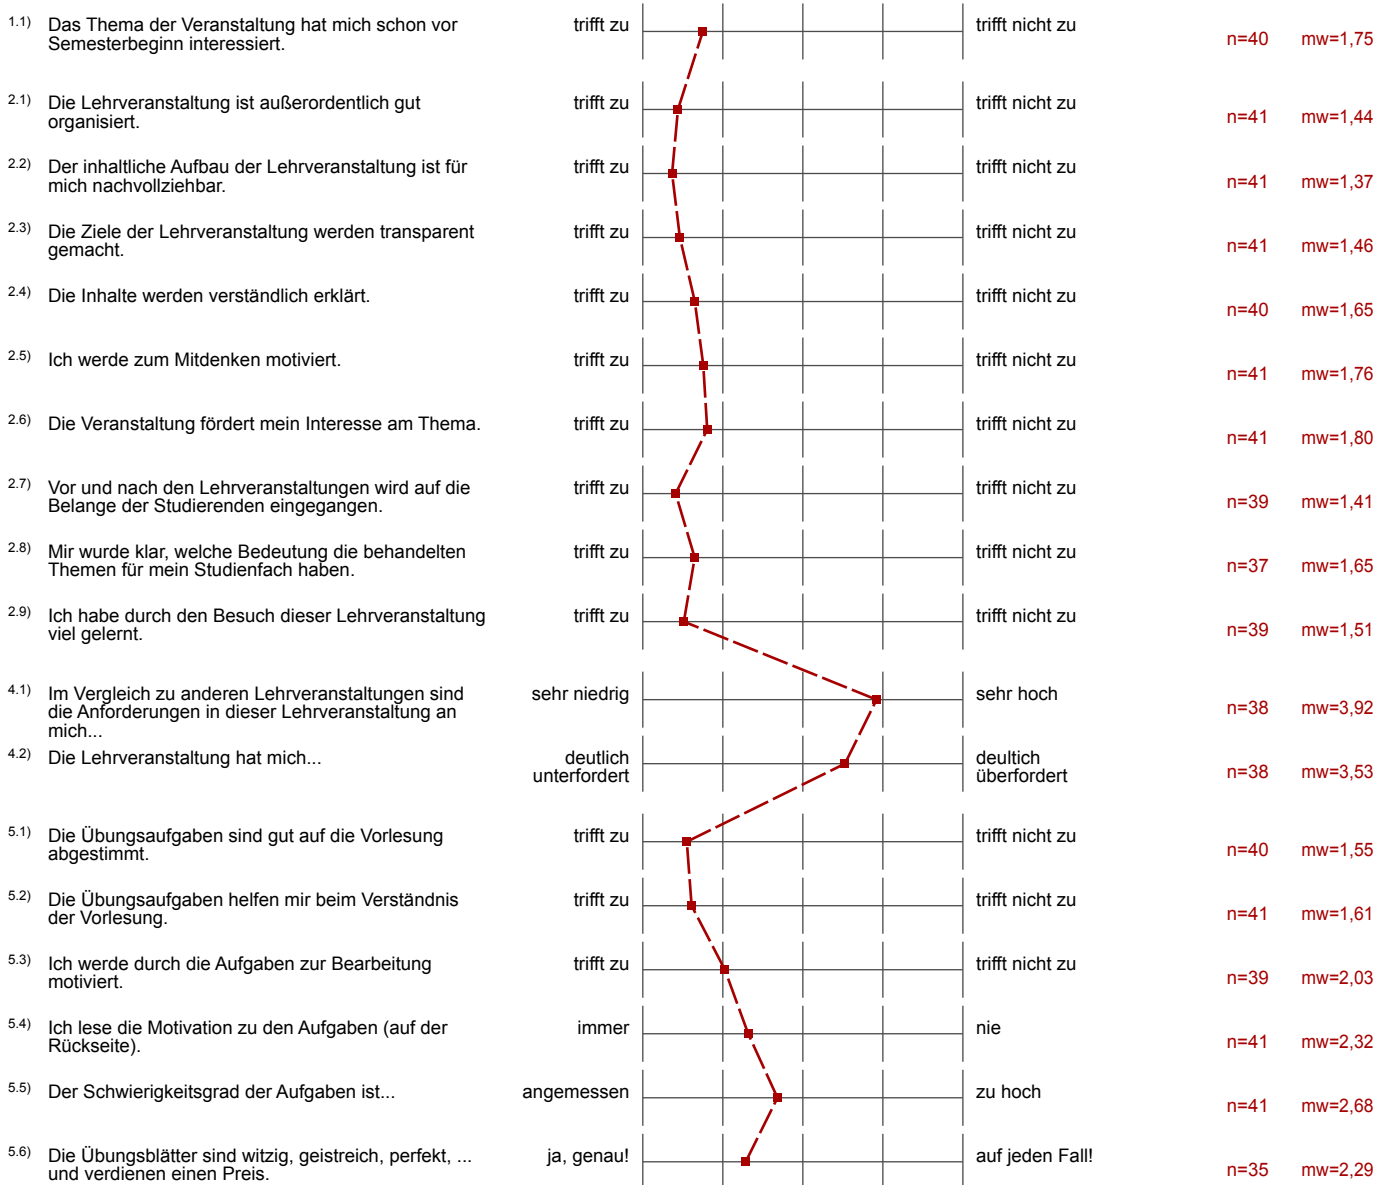 1.1) Das Thema der Veranstaltung hat mich schon vor
Semesterbeginn interessiert.
trifft zu
trifft nicht zu
n=40 mw=1,75
2.1) Die Lehrveranstaltung ist außerordentlich gut
organisiert.
trifft zu
trifft nicht zu
n=41 mw=1,44
2.2) Der inhaltliche Aufbau der Lehrveranstaltung ist für
mich nachvollziehbar.
trifft zu
trifft nicht zu
n=41 mw=1,37
2.3) Die Ziele der Lehrveranstaltung werden transparent
gemacht.
trifft zu
trifft nicht zu
n=41 mw=1,46
2.4) Die Inhalte werden verständlich erklärt.
trifft zu
trifft nicht zu
n=40 mw=1,65
2.5) Ich werde zum Mitdenken motiviert.
trifft zu
trifft nicht zu
n=41 mw=1,76
2.6) Die Veranstaltung fördert mein Interesse am Thema.
trifft zu
trifft nicht zu
n=41 mw=1,80
2.7) Vor und nach den Lehrveranstaltungen wird auf die
Belange der Studierenden eingegangen.
trifft zu
trifft nicht zu
n=39 mw=1,41
2.8) Mir wurde klar, welche Bedeutung die behandelten
Themen für mein Studienfach haben.
trifft zu
trifft nicht zu
n=37 mw=1,65
2.9) Ich habe durch den Besuch dieser Lehrveranstaltung
viel gelernt.
trifft zu
trifft nicht zu
n=39 mw=1,51
4.1) Im Vergleich zu anderen Lehrveranstaltungen sind
die Anforderungen in dieser Lehrveranstaltung an
mich...
sehr niedrig
sehr hoch
n=38 mw=3,92
4.2) Die Lehrveranstaltung hat mich...
deutlich
unterfordert
deultich
überfordert
n=38 mw=3,53
5.1) Die Übungsaufgaben sind gut auf die Vorlesung
abgestimmt.
trifft zu
trifft nicht zu
n=40 mw=1,55
5.2) Die Übungsaufgaben helfen mir beim Verständnis
der Vorlesung.
trifft zu
trifft nicht zu
n=41 mw=1,61
5.3) Ich werde durch die Aufgaben zur Bearbeitung
motiviert.
trifft zu
trifft nicht zu
n=39 mw=2,03
5.4) Ich lese die Motivation zu den Aufgaben (auf der
Rückseite).
immer
nie
n=41 mw=2,32
5.5) Der Schwierigkeitsgrad der Aufgaben ist...
angemessen
zu hoch
n=41 mw=2,68
5.6) Die Übungsblätter sind witzig, geistreich, perfekt, ...
und verdienen einen Preis.
ja, genau!
auf jeden Fall!
n=35 mw=2,29